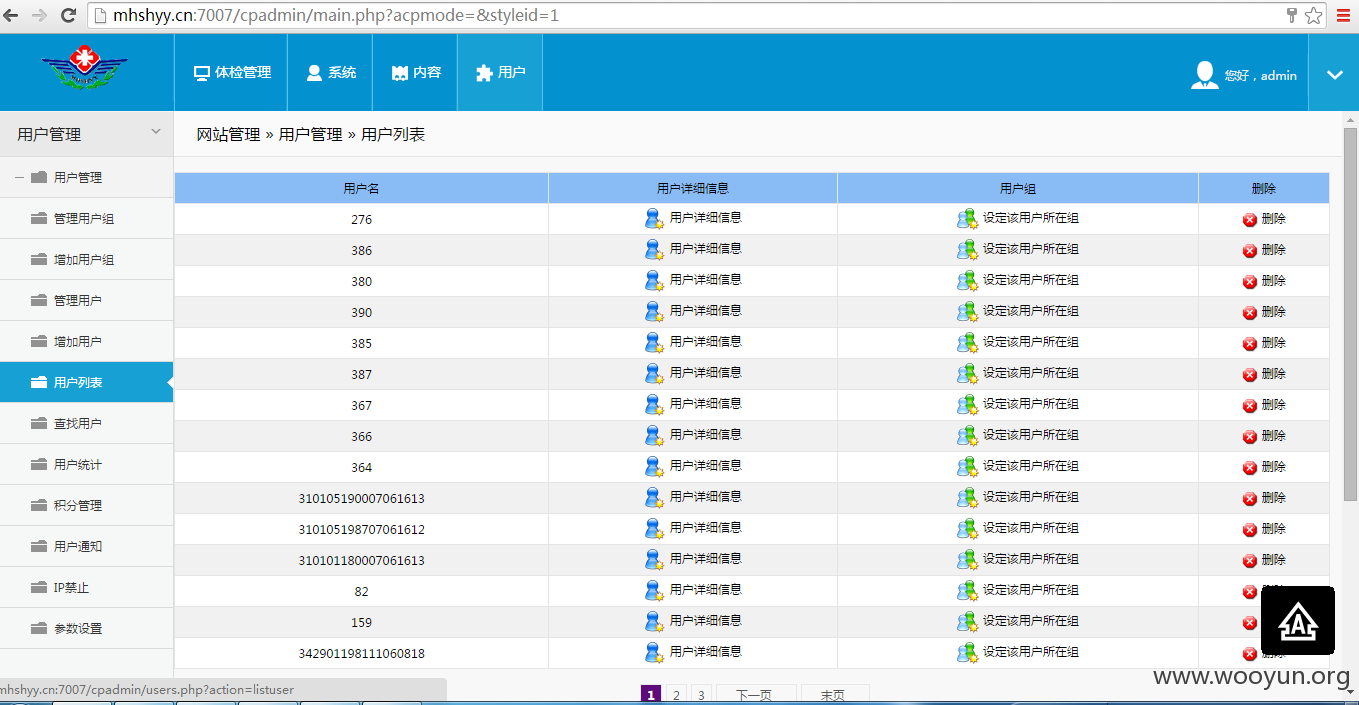 mhshyy.cn:7007/cpadmin/main.php?acpmode=&styleid=1
体检管理 系统 内容 用户 您好，admin
用户管理
网站管理 » 用户管理 » 用户列表
用户管理
管理用户组
增加用户组
管理用户
增加用户
用户列表
查找用户
用户统计
积分管理
用户通知
IP禁止
参数设置
用户名 用户详细信息 用户组 删除
276 用户详细信息 设定该用户所在组 删除
386 用户详细信息 设定该用户所在组 删除
380 用户详细信息 设定该用户所在组 删除
390 用户详细信息 设定该用户所在组 删除
385 用户详细信息 设定该用户所在组 删除
387 用户详细信息 设定该用户所在组 删除
367 用户详细信息 设定该用户所在组 删除
366 用户详细信息 设定该用户所在组 删除
364 用户详细信息 设定该用户所在组 删除
310105190007061613 用户详细信息 设定该用户所在组 删除
310105198707061612 用户详细信息 设定该用户所在组 删除
310101180007061613 用户详细信息 设定该用户所在组 删除
82 用户详细信息 设定该用户所在组
159 用户详细信息 设定该用户所在组
342901198111060818 用户详细信息 设定该用户所在组
A
www.wooyun.org
mhshyy.cn:7007/cpadmin/users.php?action=listuser
1 2 3 下一页 末页